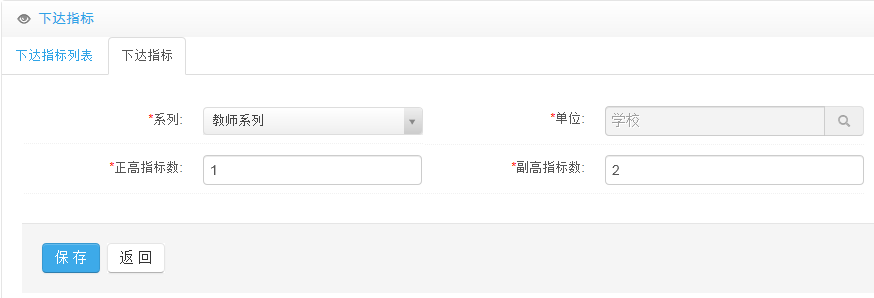 下达指标
下达指标列表 下达指标
*系列: 教师系列 *单位: 学校
*正高指标数: 1 *副高指标数: 2
保 存 返 回